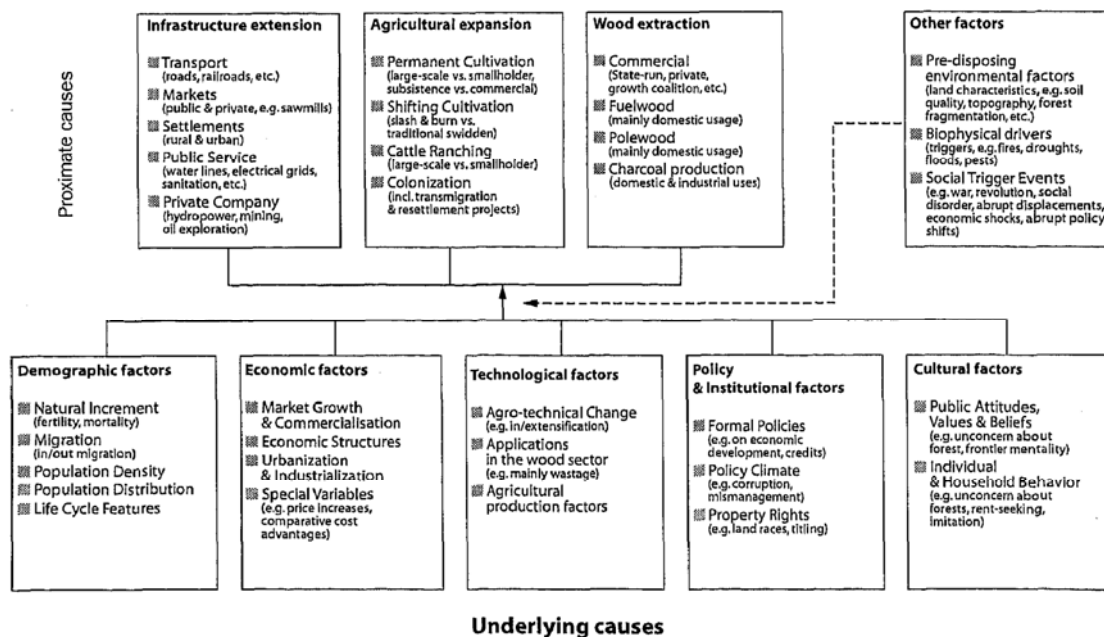 Proximate causes
Infrastructure extension
Transport
(roads, railroads, etc.)
Markets
(public & private, e.g. sawmills)
Settlements
(rural & urban)
Public Service
(water lines, electrical grids,
sanitation, etc.)
Private Company
(hydropower, mining,
oil exploration)
Agricultural expansion
Permanent Cultivation
(large-scale vs. smallholder,
subsistence vs. commercial)
Shifting Cultivation
(slash & burn vs.
traditional swidden)
Cattle Ranching
(large-scale vs. smallholder)
Colonization
(incl. transmigration
& resettlement projects)
Wood extraction
Commercial
(State-run, private,
growth coalition, etc.)
Fuelwood
(mainly domestic usage)
Polewood
(mainly domestic usage)
Charcoal production
(domestic & industrial uses)
Other factors
Pre-disposing
environmental factors
(land characteristics, e.g. soil
quality, topography, forest
fragmentation, etc.)
Biophysical drivers
(triggers, e.g. fires, droughts,
floods, pests)
Social Trigger Events
(e.g. war, revolution, social
disorder, abrupt displacements,
economic shocks, abrupt policy
shifts)
Demographic factors
Natural Increment
(fertility, mortality)
Migration
(in/out migration)
Population Density
Population Distribution
Life Cycle Features
Economic factors
Market Growth
& Commercialisation
Economic Structures
Urbanization
& Industrialization
Special Variables
(e.g. price increases,
comparative cost
advantages)
Technological factors
Agro-technical Change
(e.g. in/extensification)
Applications
in the wood sector
(e.g. mainly wastage)
Agricultural
production factors
Policy
& Institutional factors
Formal Policies
(e.g. on economic
development, credits)
Policy Climate
(e.g. corruption,
mismanagement)
Property Rights
(e.g. land races, titling)
Cultural factors
Public Attitudes,
Values & Beliefs
(e.g. unconcern about
forest, frontier mentality)
Individual
& Household Behavior
(e.g. unconcern about
forests, rent-seeking,
imitation)
Underlying causes